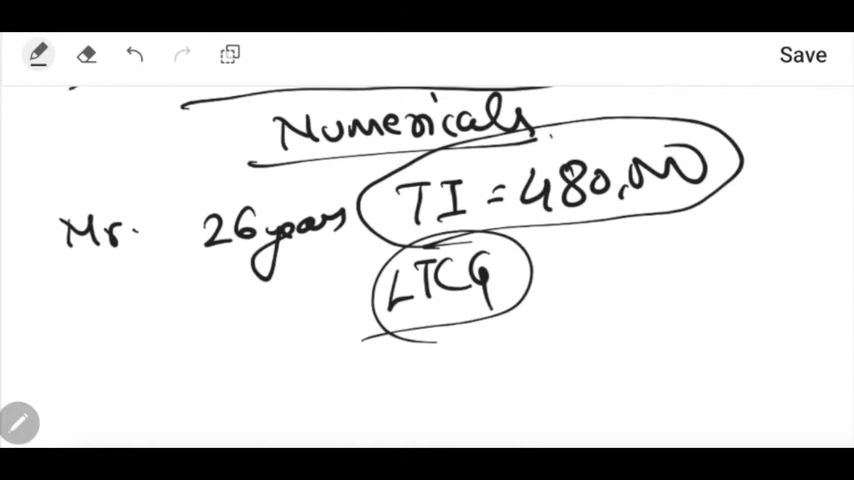 Save
Numericals
Mr. 26 years TI = 480,000
LTCG